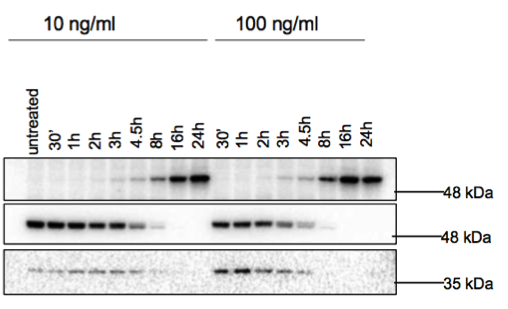 10 ng/ml 100 ng/ml
untreated 30' 1h 2h 3h 4.5h 8h 16h 24h 30' 1h 2h 3h 4.5h 8h 16h 24h
48 kDa
48 kDa
35 kDa